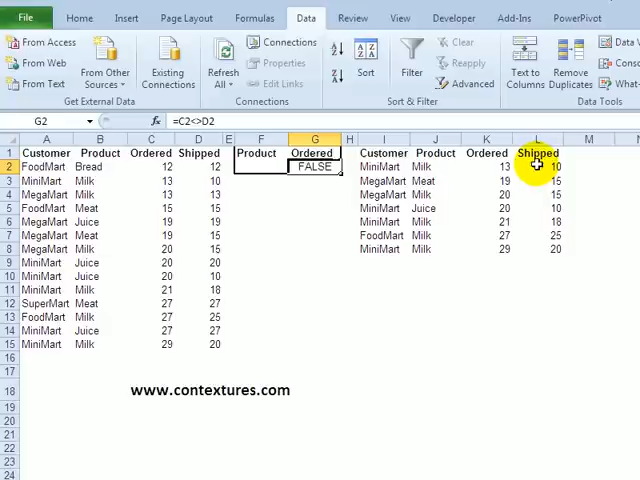 File Home Insert Page Layout Formulas Data Review View Developer Add-Ins PowerPivot
From Access
From Web
From Text
From Other Sources
Existing Connections
Get External Data
Refresh All
Connections
Properties
Edit Links
Connections
Sort
Filter
Clear
Reapply
Advanced
Sort & Filter
Text to Columns
Remove Duplicates
Data
Conso
What-
Data Tools
G2 fx =C2<>D2
A B C D E F G H I J K L M N
1 Customer Product Ordered Shipped Product Ordered Customer Product Ordered Shipped
2 FoodMart Bread 12 12 FALSE MiniMart Milk 13 10
3 MiniMart Milk 13 10 MegaMart Meat 19 15
4 MegaMart Milk 13 13 MegaMart Milk 20 15
5 FoodMart Meat 15 15 MiniMart Juice 20 10
6 MegaMart Juice 19 19 MiniMart Milk 21 18
7 MegaMart Meat 19 15 FoodMart Milk 27 25
8 MegaMart Milk 20 15 MiniMart Milk 29 20
9 MiniMart Juice 20 20
10 MiniMart Juice 20 10
11 MiniMart Milk 21 18
12 SuperMart Meat 27 27
13 FoodMart Milk 27 25
14 MiniMart Juice 27 27
15 MiniMart Milk 29 20
16
17
18 www.contextures.com
19
20
21
22
23
24